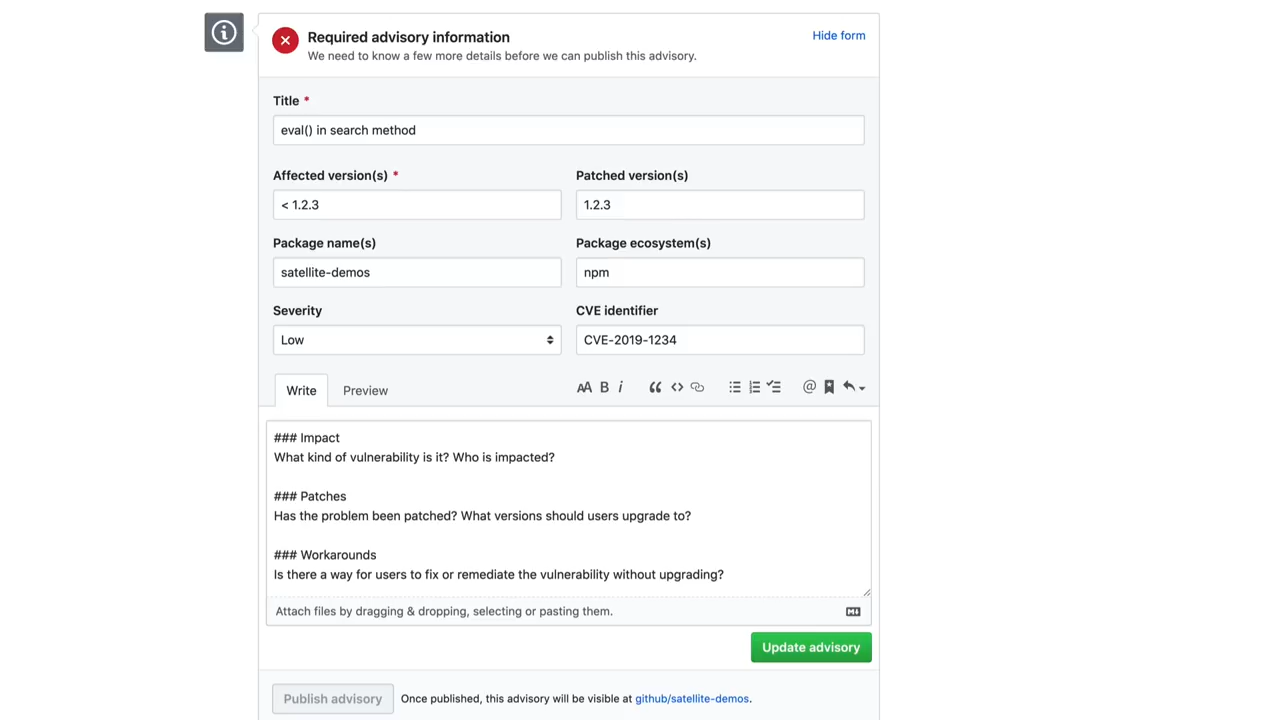 Required advisory information
Hide form
We need to know a few more details before we can publish this advisory.
Title *
eval() in search method
Affected version(s) *
Patched version(s)
< 1.2.3
1.2.3
Package name(s)
Package ecosystem(s)
satellite-demos
npm
Severity
CVE identifier
Low
CVE-2019-1234
Write
Preview
### Impact
What kind of vulnerability is it? Who is impacted?
### Patches
Has the problem been patched? What versions should users upgrade to?
### Workarounds
Is there a way for users to fix or remediate the vulnerability without upgrading?
Attach files by dragging & dropping, selecting or pasting them.
Update advisory
Publish advisory
Once published, this advisory will be visible at github/satellite-demos.